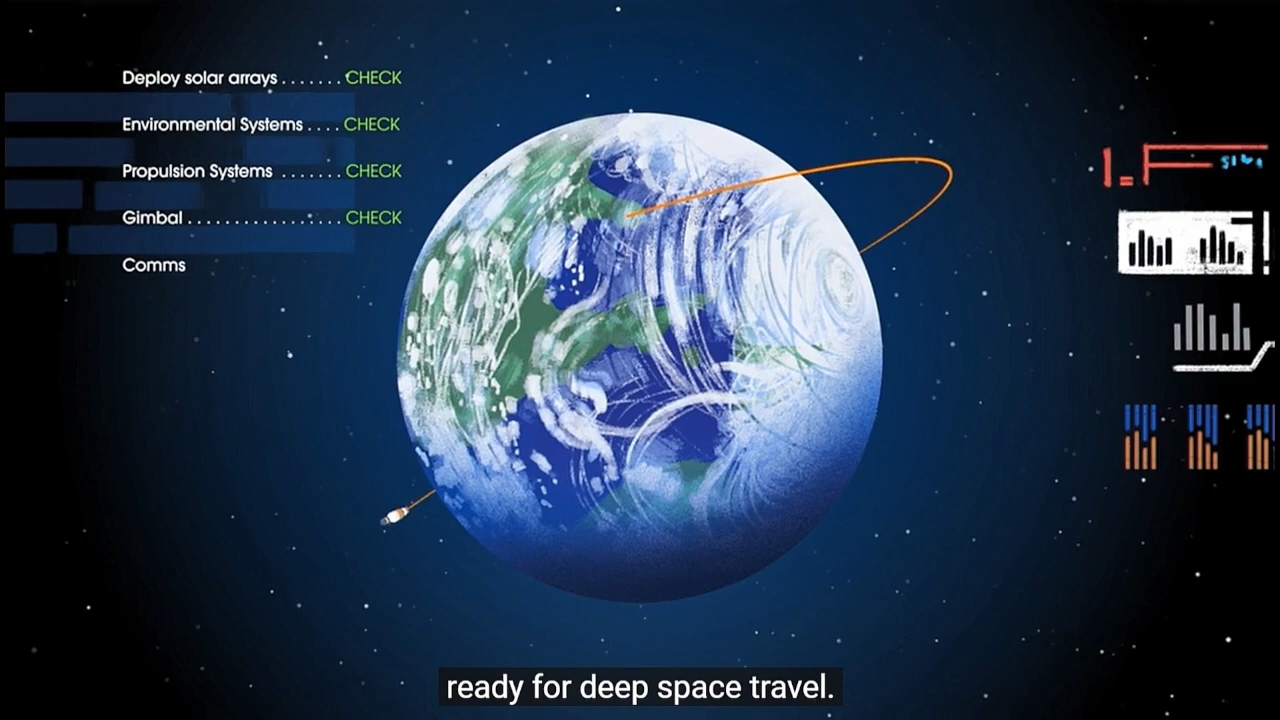 Deploy solar arrays . . . . . . . CHECK
Environmental Systems . . . . CHECK
Propulsion Systems . . . . . . . CHECK
Gimbal . . . . . . . . . . . . . . . . CHECK
Comms
ready for deep space travel.